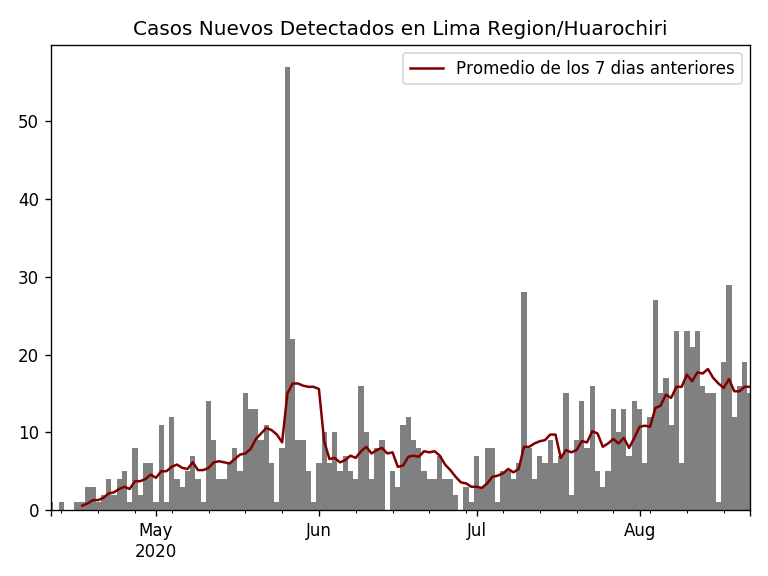 Casos Nuevos Detectados en Lima Region/Huarochiri
Promedio de los 7 dias anteriores
50
40
30
20
10
0
May
2020
Jun
Jul
Aug